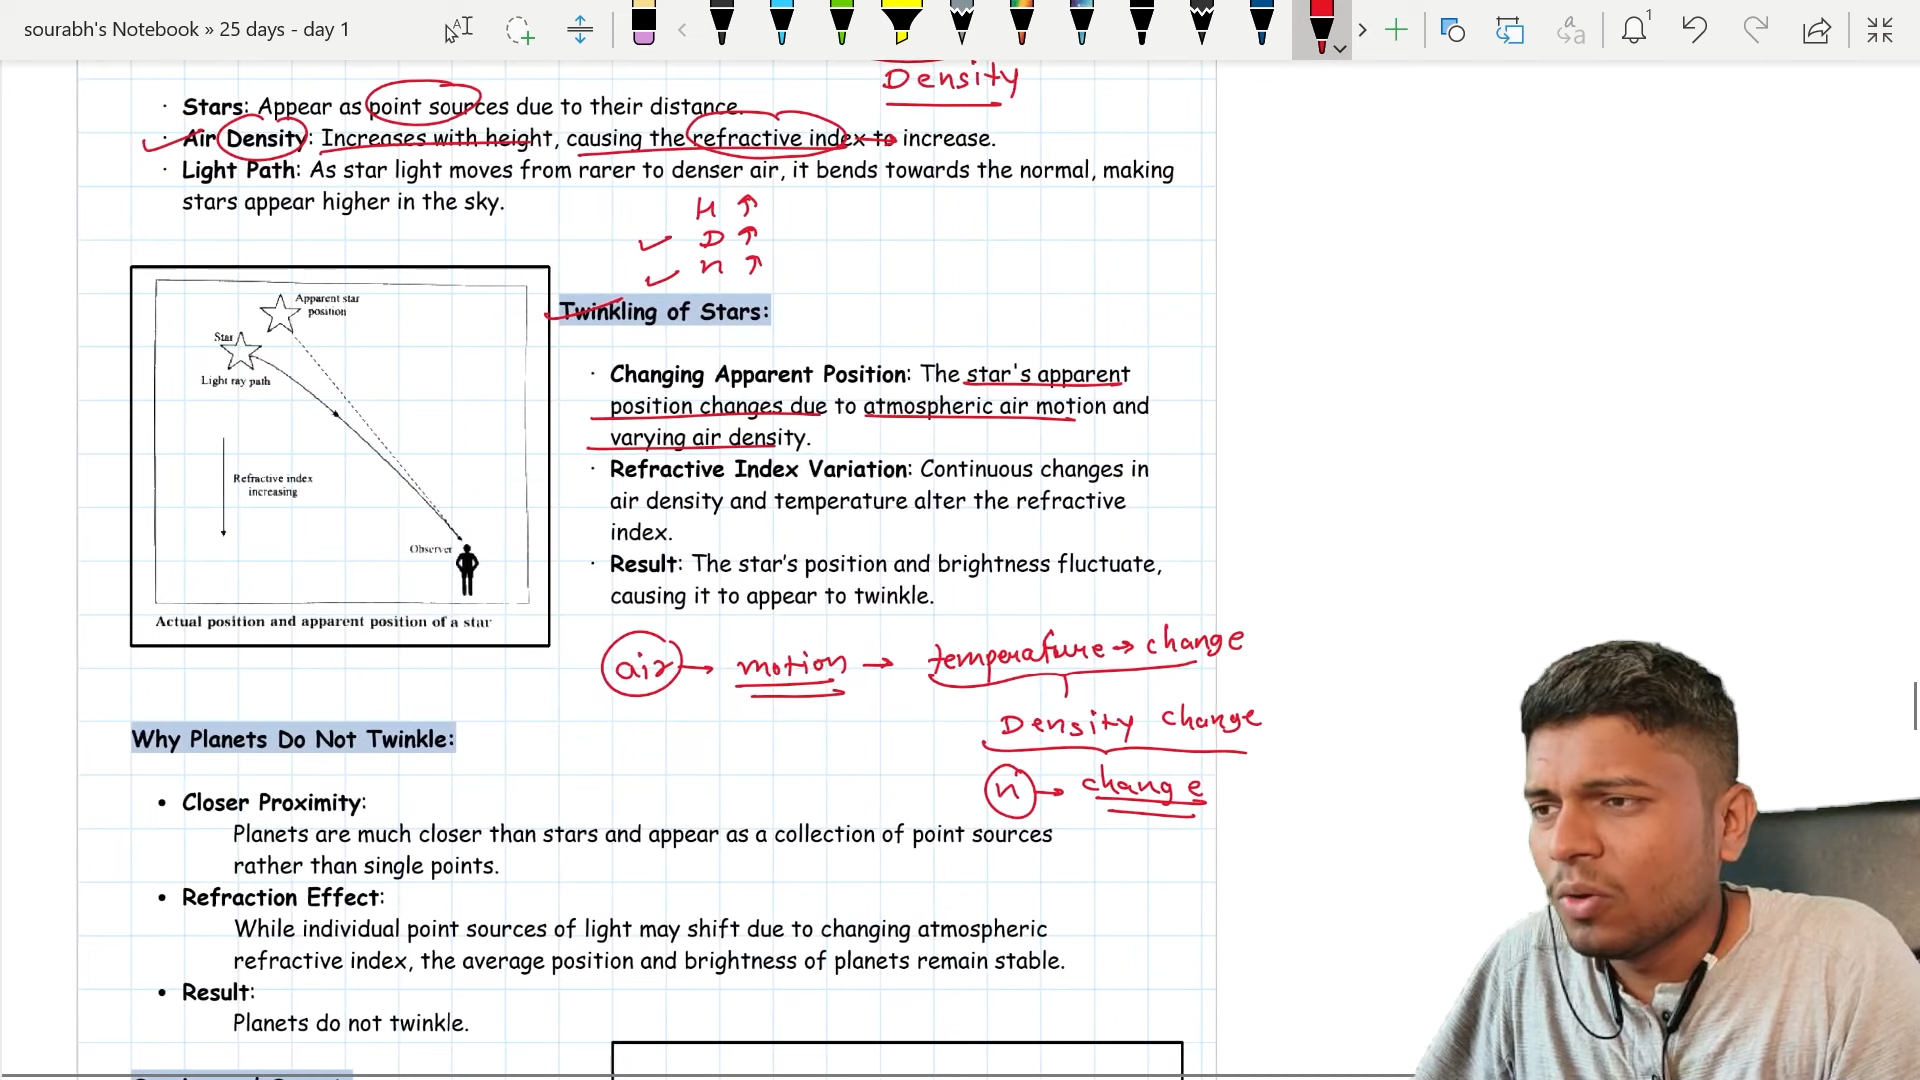 sourabh's Notebook » 25 days - day 1
1
Density
· Stars: Appear as point sources due to their distance.
· Air Density: Increases with height, causing the refractive index to increase.
· Light Path: As star light moves from rarer to denser air, it bends towards the normal, making
stars appear higher in the sky.
H ↑
D ↑
n ↑
Apparent star
position
Star
Light ray path
Refractive index
increasing
Observer
Actual position and apparent position of a star
Twinkling of Stars:
· Changing Apparent Position: The star's apparent
position changes due to atmospheric air motion and
varying air density.
· Refractive Index Variation: Continuous changes in
air density and temperature alter the refractive
index.
· Result: The star's position and brightness fluctuate,
causing it to appear to twinkle.
air → motion → temperature → change
Density change
n → change
Why Planets Do Not Twinkle:
• Closer Proximity:
Planets are much closer than stars and appear as a collection of point sources
rather than single points.
• Refraction Effect:
While individual point sources of light may shift due to changing atmospheric
refractive index, the average position and brightness of planets remain stable.
• Result:
Planets do not twinkle.